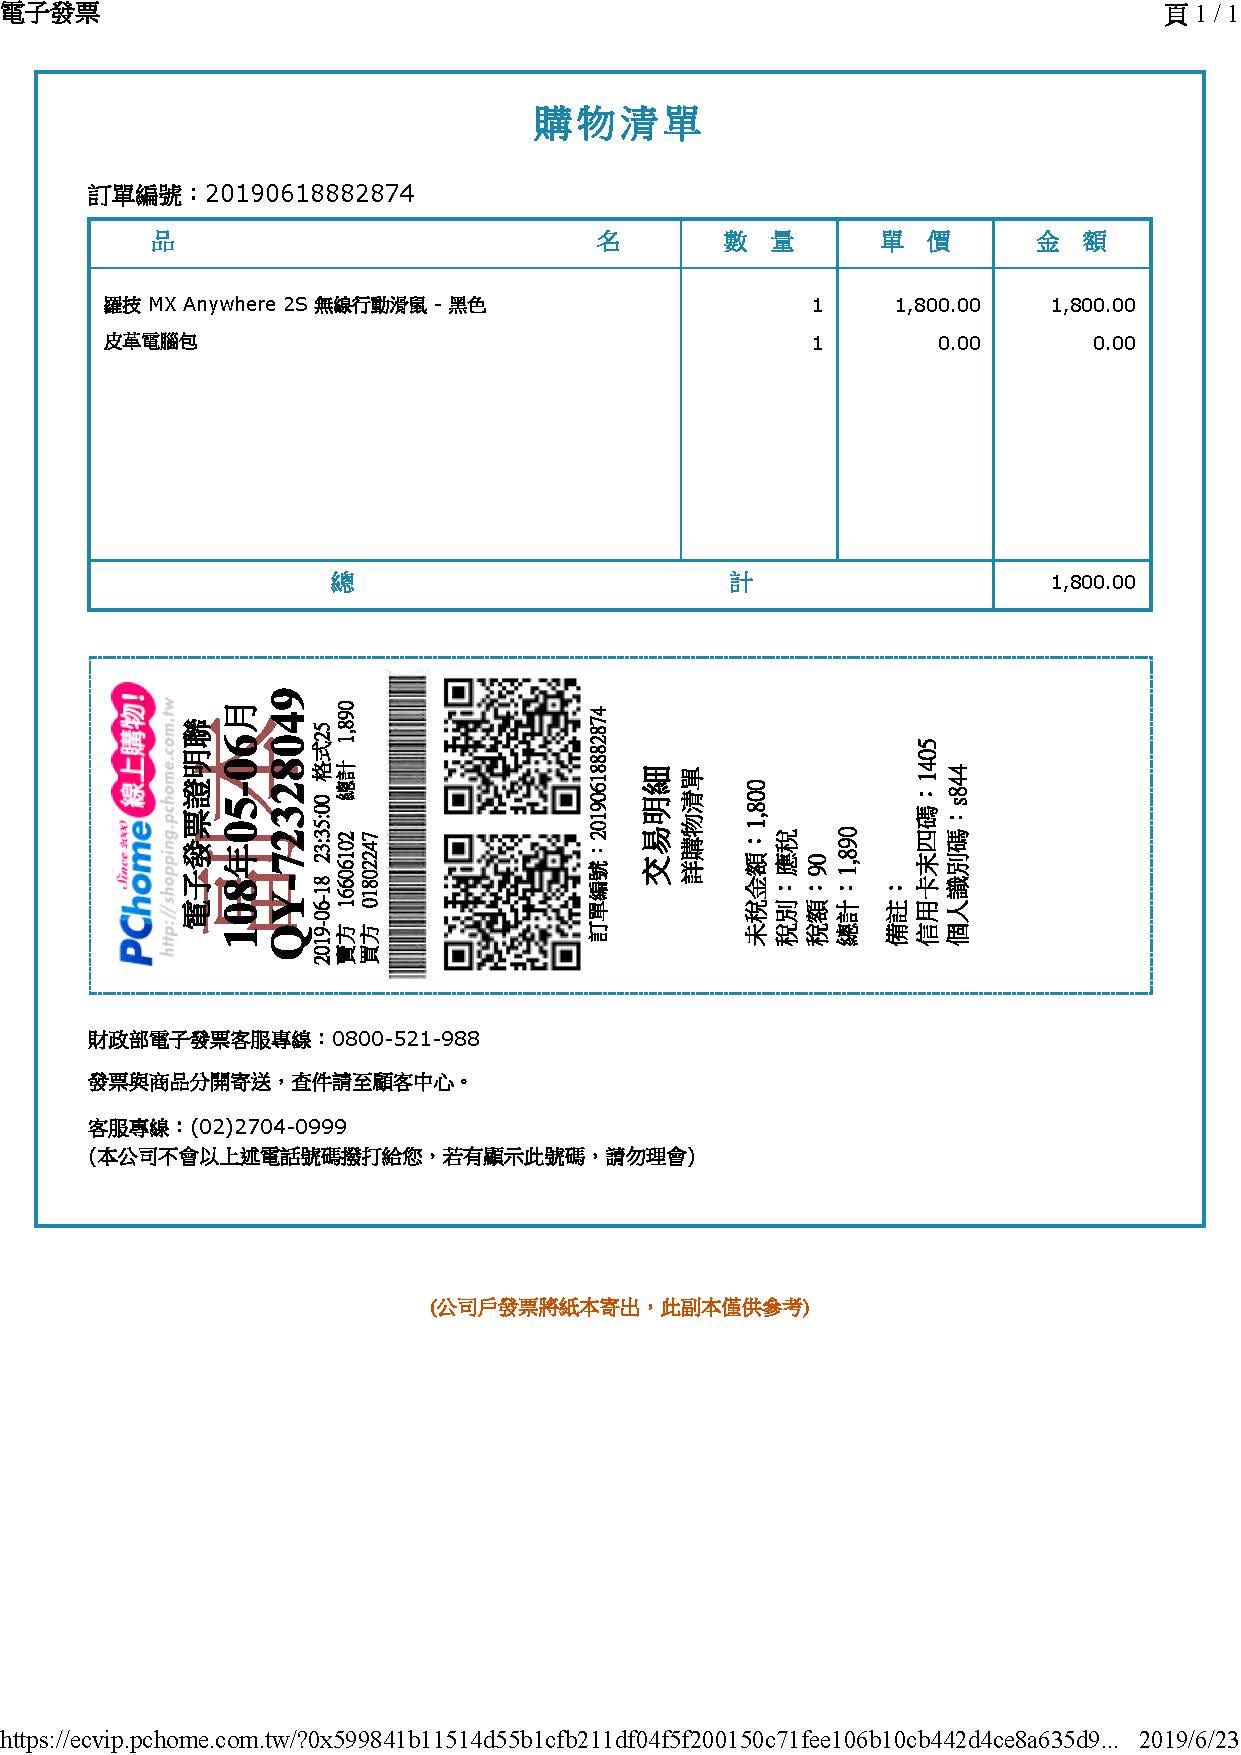 電子發票
頁 1 / 1
購物清單
訂單編號：20190618882874
品 名 數 量 單 價 金 額
羅技 MX Anywhere 2S 無線行動滑鼠 - 黑色 1 1,800.00 1,800.00
皮革電腦包 1 0.00 0.00
總 計 1,800.00
PChome 線上購物!
Since 2000
http://shopping.pchome.com.tw
電子發票證明聯
副本
108年05-06月
QY-72328049
2019-06-18 23:35:00 格式25
賣方 16606102 總計 1,890
買方 01802247
訂單編號：20190618882874
交易明細
詳購物清單
未稅金額：1,800
稅別：應稅
稅額：90
總計：1,890
備註：
信用卡末四碼：1405
個人識別碼：s844
財政部電子發票客服專線：0800-521-988
發票與商品分開寄送，查件請至顧客中心。
客服專線：(02)2704-0999
(本公司不會以上述電話號碼撥打給您，若有顯示此號碼，請勿理會)
(公司戶發票將紙本寄出，此副本僅供參考)
https://ecvip.pchome.com.tw/?0x599841b11514d55b1cfb211df04f5f200150c71fee106b10cb442d4ce8a635d9... 2019/6/23